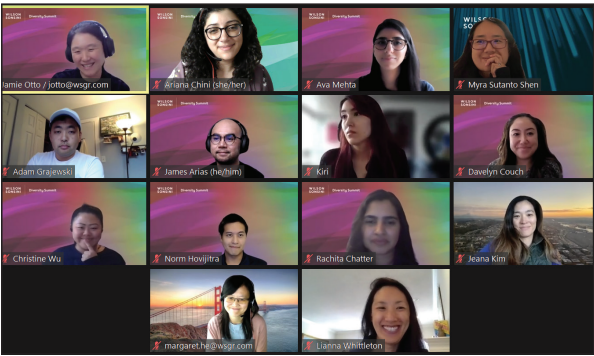 WILSON SONSINI Diversity Summit
WILSON SONSINI Diversity Summit
WILSON SONSINI Diversity Summit
WILSON
SO
Jamie Otto / jotto@wsgr.com
Ariana Chini (she/her)
Ava Mehta
Myra Sutanto Shen
WILSON SONSINI Diversity Summit
WILSON SONSINI Diversity Summit
Adam Grajewski
James Arias (he/him)
Kiri
Davelyn Couch
WILSON SONSINI Diversity Summit
WILSON SONSINI Diversity Summit
WILSON SONSINI Diversity Summit
Christine Wu
Norm Hovijitra
Rachita Chatter
Jeana Kim
margaret.he@wsgr.com
Lianna Whittleton